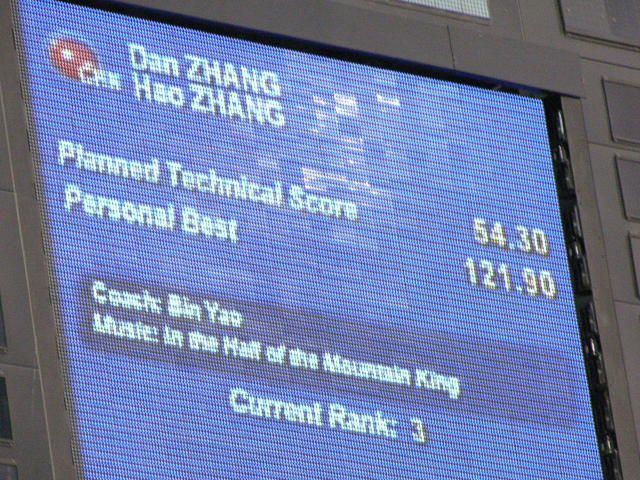 Dan ZHANG
CHN Hao ZHANG
Planned Technical Score 54.30
Personal Best 121.90
Coach: Bin Yao
Music: In the Hall of the Mountain King
Current Rank: 3